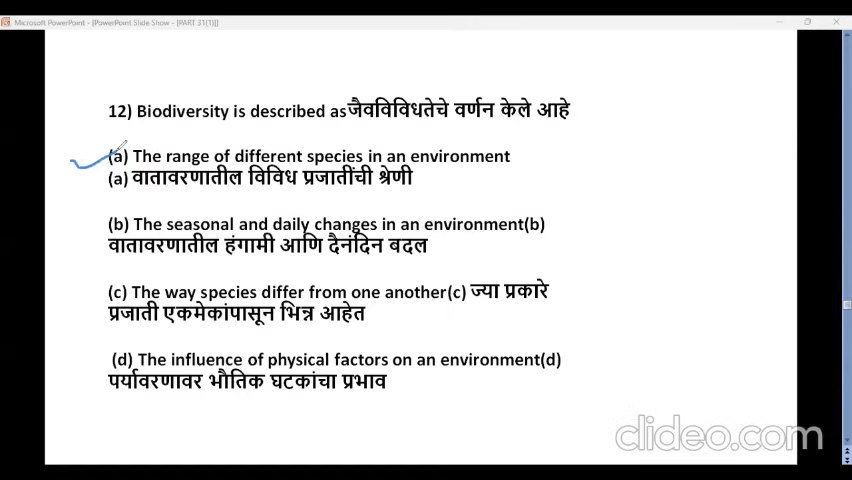 Microsoft PowerPoint - [PowerPoint Slide Show - [PART 31(1)]]
12) Biodiversity is described asजैवविविधतेचे वर्णन केले आहे
(a) The range of different species in an environment
(a) वातावरणातील विविध प्रजातींची श्रेणी
(b) The seasonal and daily changes in an environment(b)
वातावरणातील हंगामी आणि दैनंदिन बदल
(c) The way species differ from one another(c) ज्या प्रकारे
प्रजाती एकमेकांपासून भिन्न आहेत
(d) The influence of physical factors on an environment(d)
पर्यावरणावर भौतिक घटकांचा प्रभाव
clideo.com